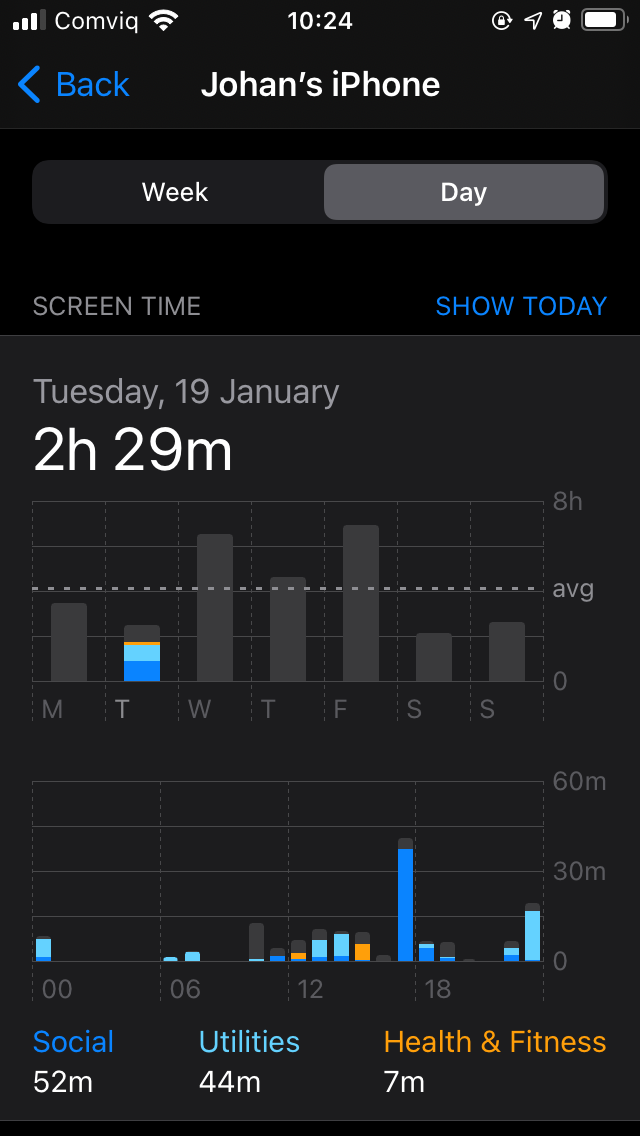 Comviq 10:24
Back Johan’s iPhone
Week Day
SCREEN TIME SHOW TODAY
Tuesday, 19 January
2h 29m
8h
avg
0
M T W T F S S
60m
30m
0
00 06 12 18
Social Utilities Health & Fitness
52m 44m 7m